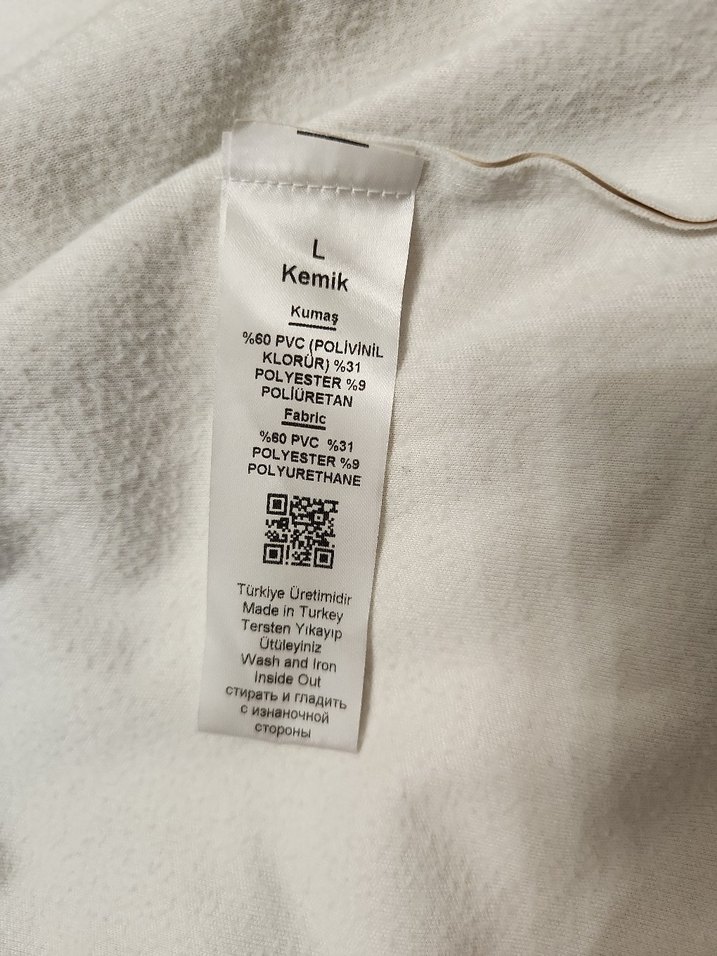 L
Kemik
Kumaş
%60 PVC (POLİVİNİL
KLORÜR) %31
POLYESTER %9
POLİÜRETAN
Fabric
%60 PVC %31
POLYESTER %9
POLYURETHANE
Türkiye Üretimidir
Made in Turkey
Tersten Yıkayıp
Ütüleyiniz
Wash and Iron
Inside Out
стирать и гладить
с изнаночной
стороны